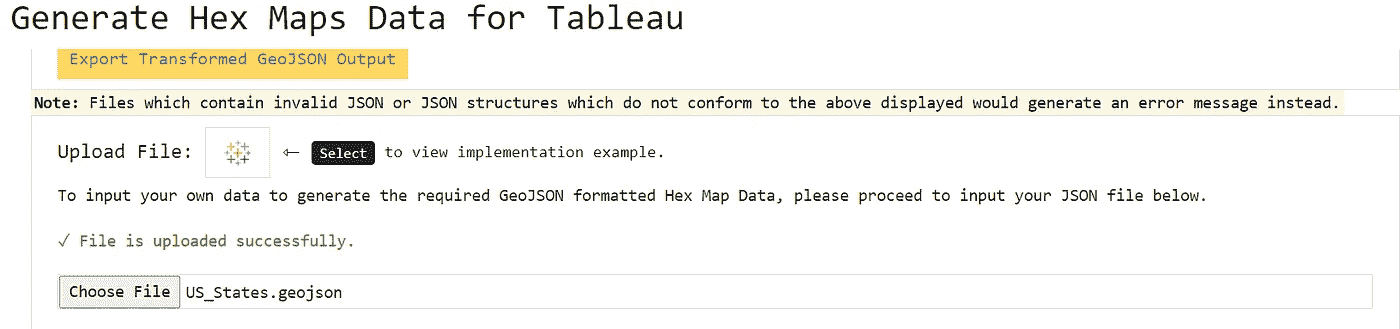 Generate Hex Maps Data for Tableau
Export Transformed GeoJSON Output
Note: Files which contain invalid JSON or JSON structures which do not conform to the above displayed would generate an error message instead.
Upload File: ← Select to view implementation example.
To input your own data to generate the required GeoJSON formatted Hex Map Data, please proceed to input your JSON file below.
✓ File is uploaded successfully.
Choose File US_States.geojson